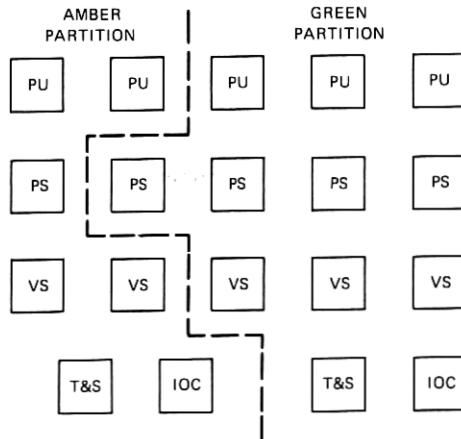 AMBER PARTITION
GREEN PARTITION
PU PU PU PU PU
PS PS PS PS PS
VS VS VS VS VS
T&S IOC T&S IOC